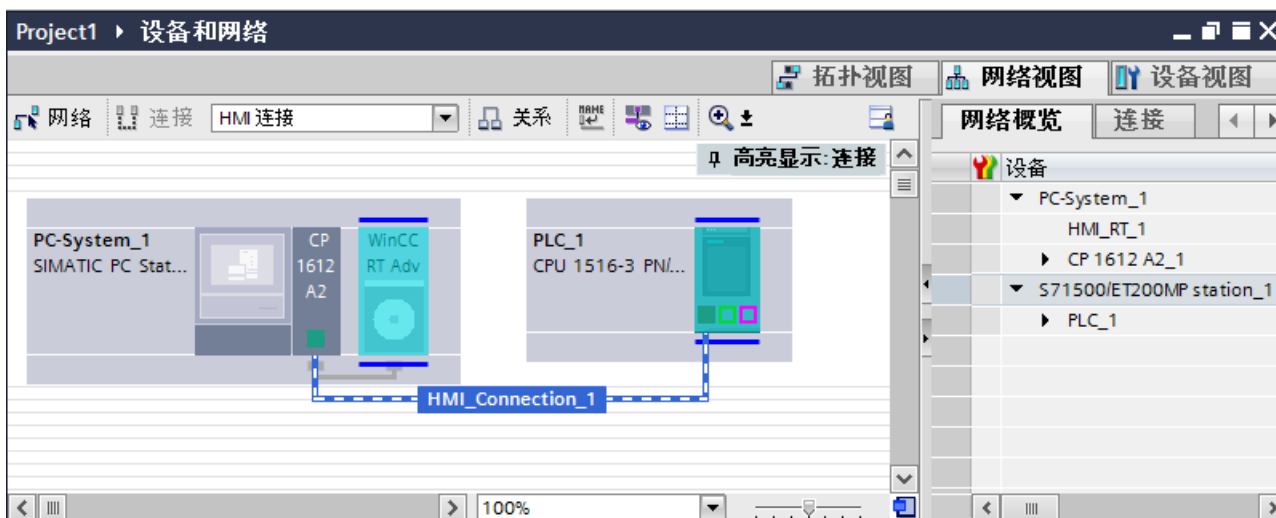 Project1 ▸ 设备和网络
拓扑视图 网络视图 设备视图
网络 连接 HMI 连接 关系 NAME
网络概览 连接
高亮显示:连接
设备
PC-System_1
SIMATIC PC Stat...
CP
1612
A2
WinCC
RT Adv
PLC_1
CPU 1516-3 PN/...
HMI_Connection_1
PC-System_1
HMI_RT_1
CP 1612 A2_1
S71500/ET200MP station_1
PLC_1
100%